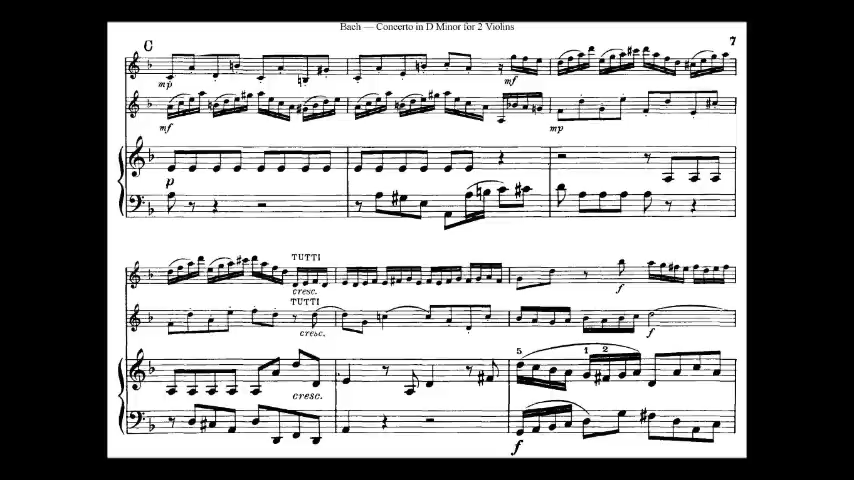 Bach — Concerto in D Minor for 2 Violins
C 7
mp mf
mf mp
p
TUTTI
cresc. f
TUTTI
cresc. f
5 1 2
cresc.
f